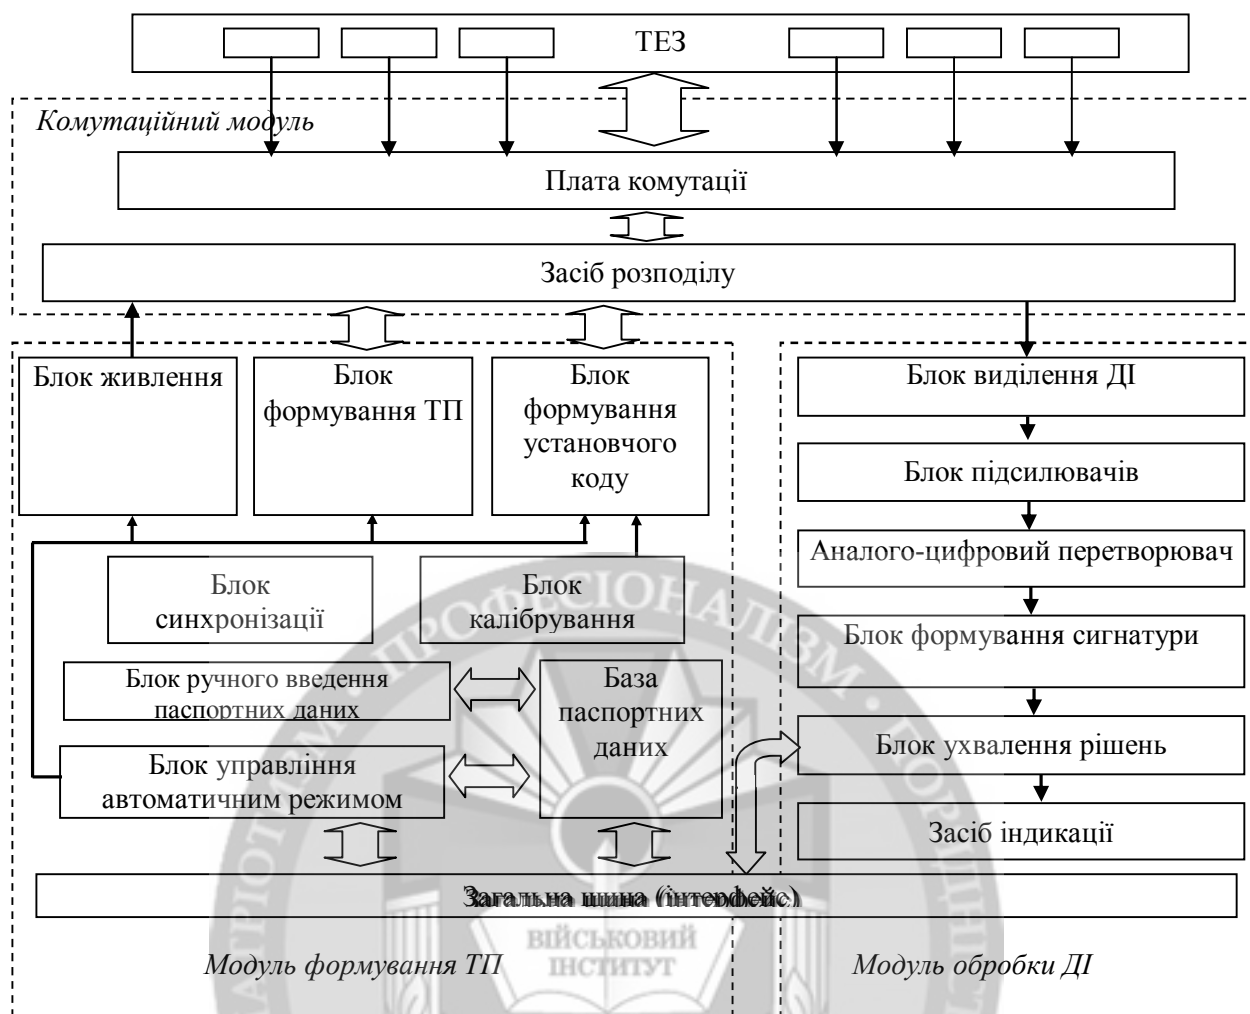 ТЕЗ
Комутаційний модуль
Плата комутації
Засіб розподілу
Блок живлення
Блок
формування ТП
Блок
формування
установчого
коду
Блок виділення ДІ
Блок підсилювачів
Аналого-цифровий перетворювач
Блок
синхронізації
Блок
калібрування
Блок формування сигнатури
Блок ручного введення
паспортних даних
База
паспортних
даних
Блок ухвалення рішень
Блок управління
автоматичним режимом
Засіб індикації
Загальна шина (інтерфейс)
Модуль формування ТП
Модуль обробки ДІ
ПАТРІОТИЗМ • ПРОФЕСІОНАЛІЗМ •
ВІЙСЬКОВИЙ
ІНСТИТУТ